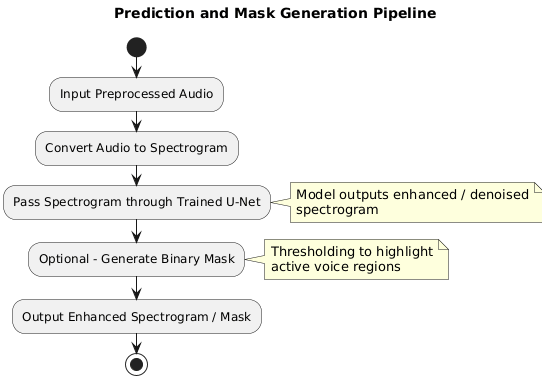 Prediction and Mask Generation Pipeline
Input Preprocessed Audio
Convert Audio to Spectrogram
Pass Spectrogram through Trained U-Net
Model outputs enhanced / denoised
spectrogram
Optional - Generate Binary Mask
Thresholding to highlight
active voice regions
Output Enhanced Spectrogram / Mask